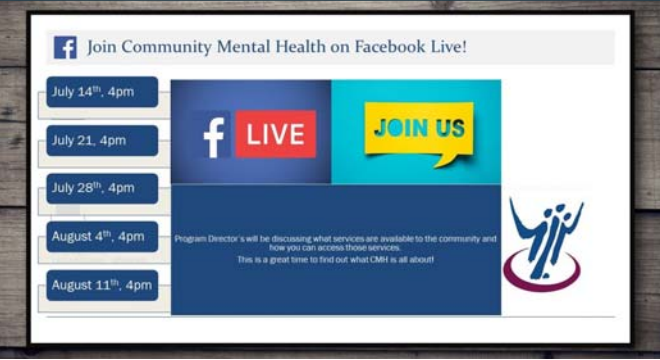 Join Community Mental Health on Facebook Live!
July 14th, 4pm
July 21, 4pm
July 28th, 4pm
August 4th, 4pm
August 11th, 4pm
f LIVE
JOIN US
Program Director's will be discussing what services are available to the community and
how you can access those services.
This is a great time to find out what CMH is all about!